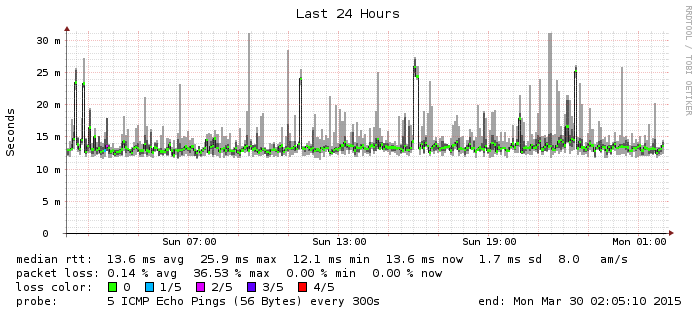 Last 24 Hours
RRDTOOL / TOBI OETIKER
Seconds
30 m
25 m
20 m
15 m
10 m
5 m
0
Sun 07:00 Sun 13:00 Sun 19:00 Mon 01:00
median rtt: 13.6 ms avg 25.9 ms max 12.1 ms min 13.6 ms now 1.7 ms sd 8.0 am/s
packet loss: 0.14 % avg 36.53 % max 0.00 % min 0.00 % now
loss color: 0 1/5 2/5 3/5 4/5
probe: 5 ICMP Echo Pings (56 Bytes) every 300s end: Mon Mar 30 02:05:10 2015